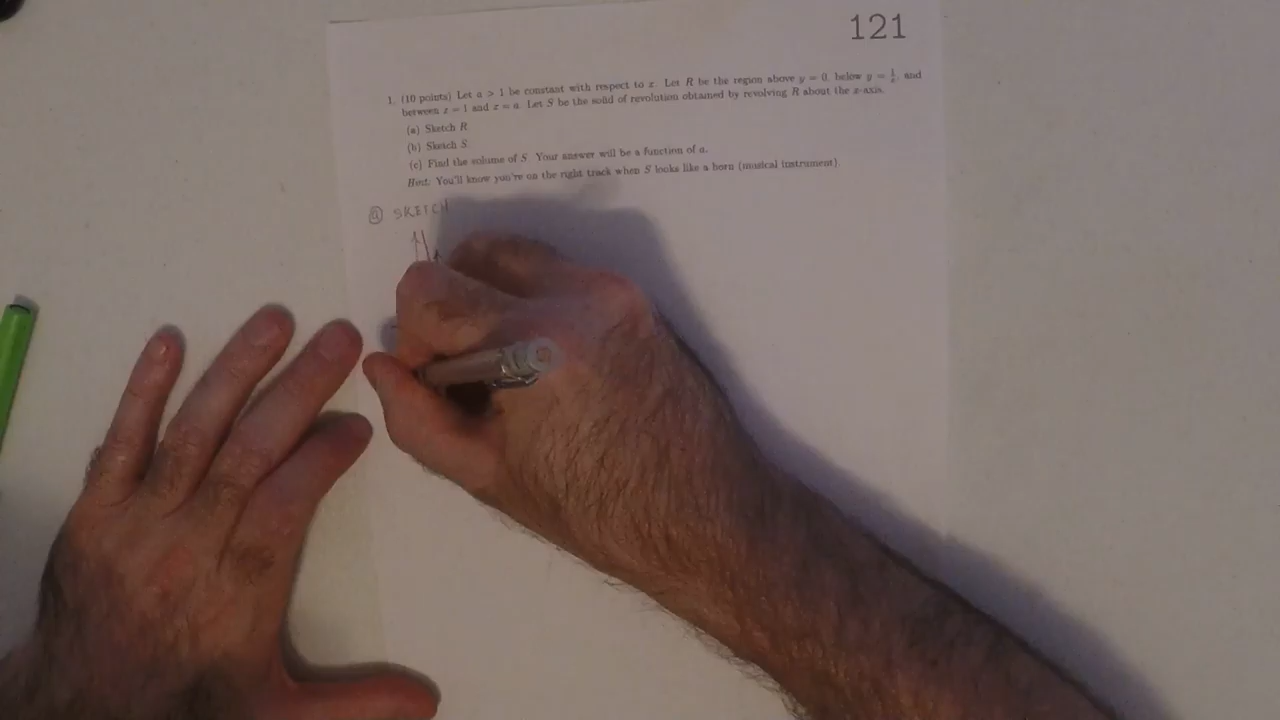 121
1. (10 points) Let a > 1 be constant with respect to x. Let R be the region above y = 0, below y = 1/x, and
between x = 1 and x = a. Let S be the solid of revolution obtained by revolving R about the x-axis.
(a) Sketch R.
(b) Sketch S.
(c) Find the volume of S. Your answer will be a function of a.
Hint: You'll know you're on the right track when S looks like a horn (musical instrument).
ⓐ SKETCH